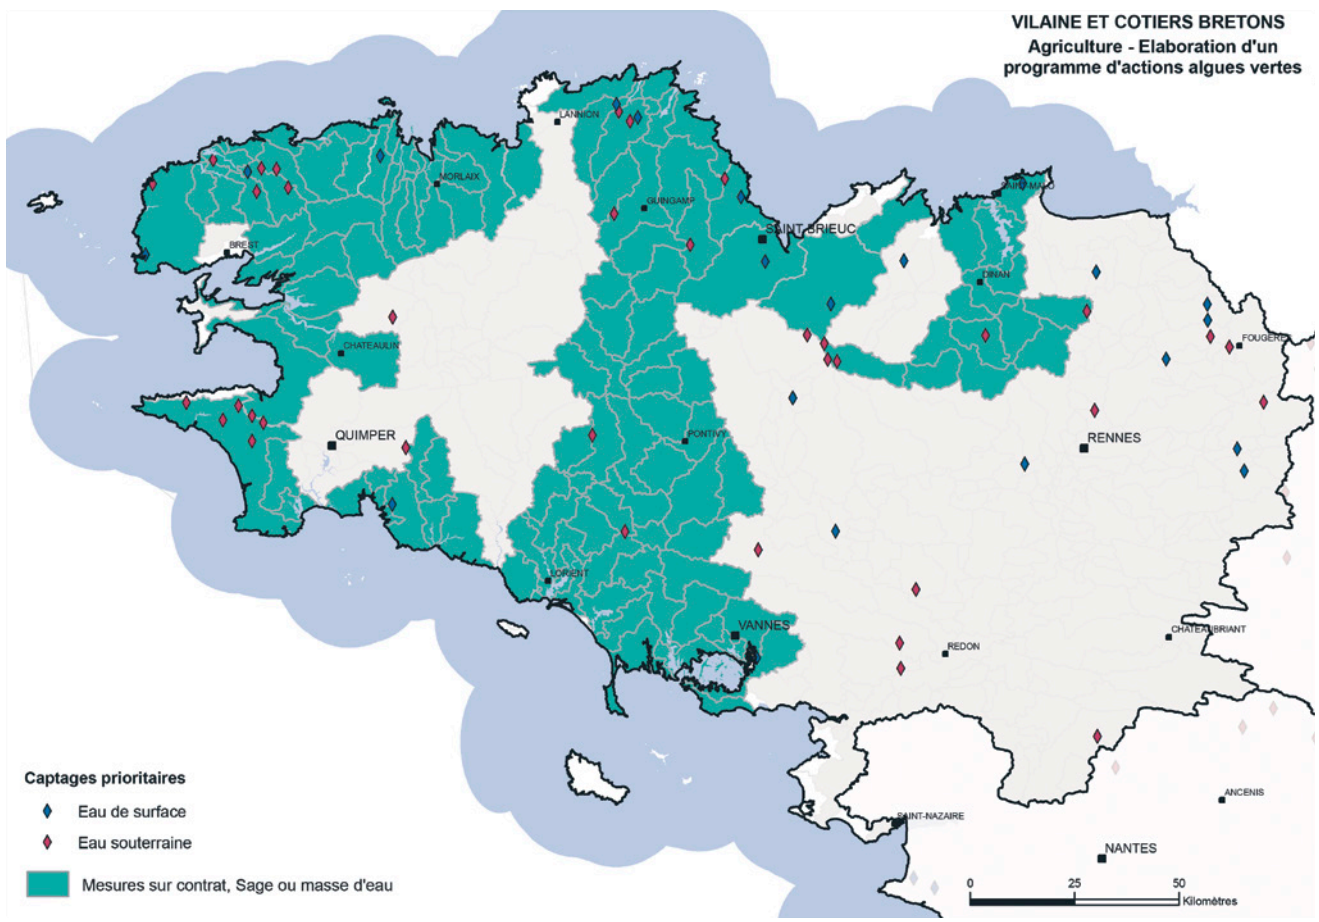 VILAINE ET COTIERS BRETONS
Agriculture - Elaboration d'un
programme d'actions algues vertes
LANNION
MORLAIX
SAINT-MALO
GUINGAMP
SAINT-BRIEUC
BREST
DINAN
CHATEAULIN
FOUGERE
QUIMPER
PONTIVY
RENNES
LORIENT
VANNES
CHATEAUBRIANT
REDON
Captages prioritaires
Eau de surface
Eau souterraine
Mesures sur contrat, Sage ou masse d'eau
ANCENIS
SAINT-NAZAIRE
NANTES
0 25 50
Kilomètres